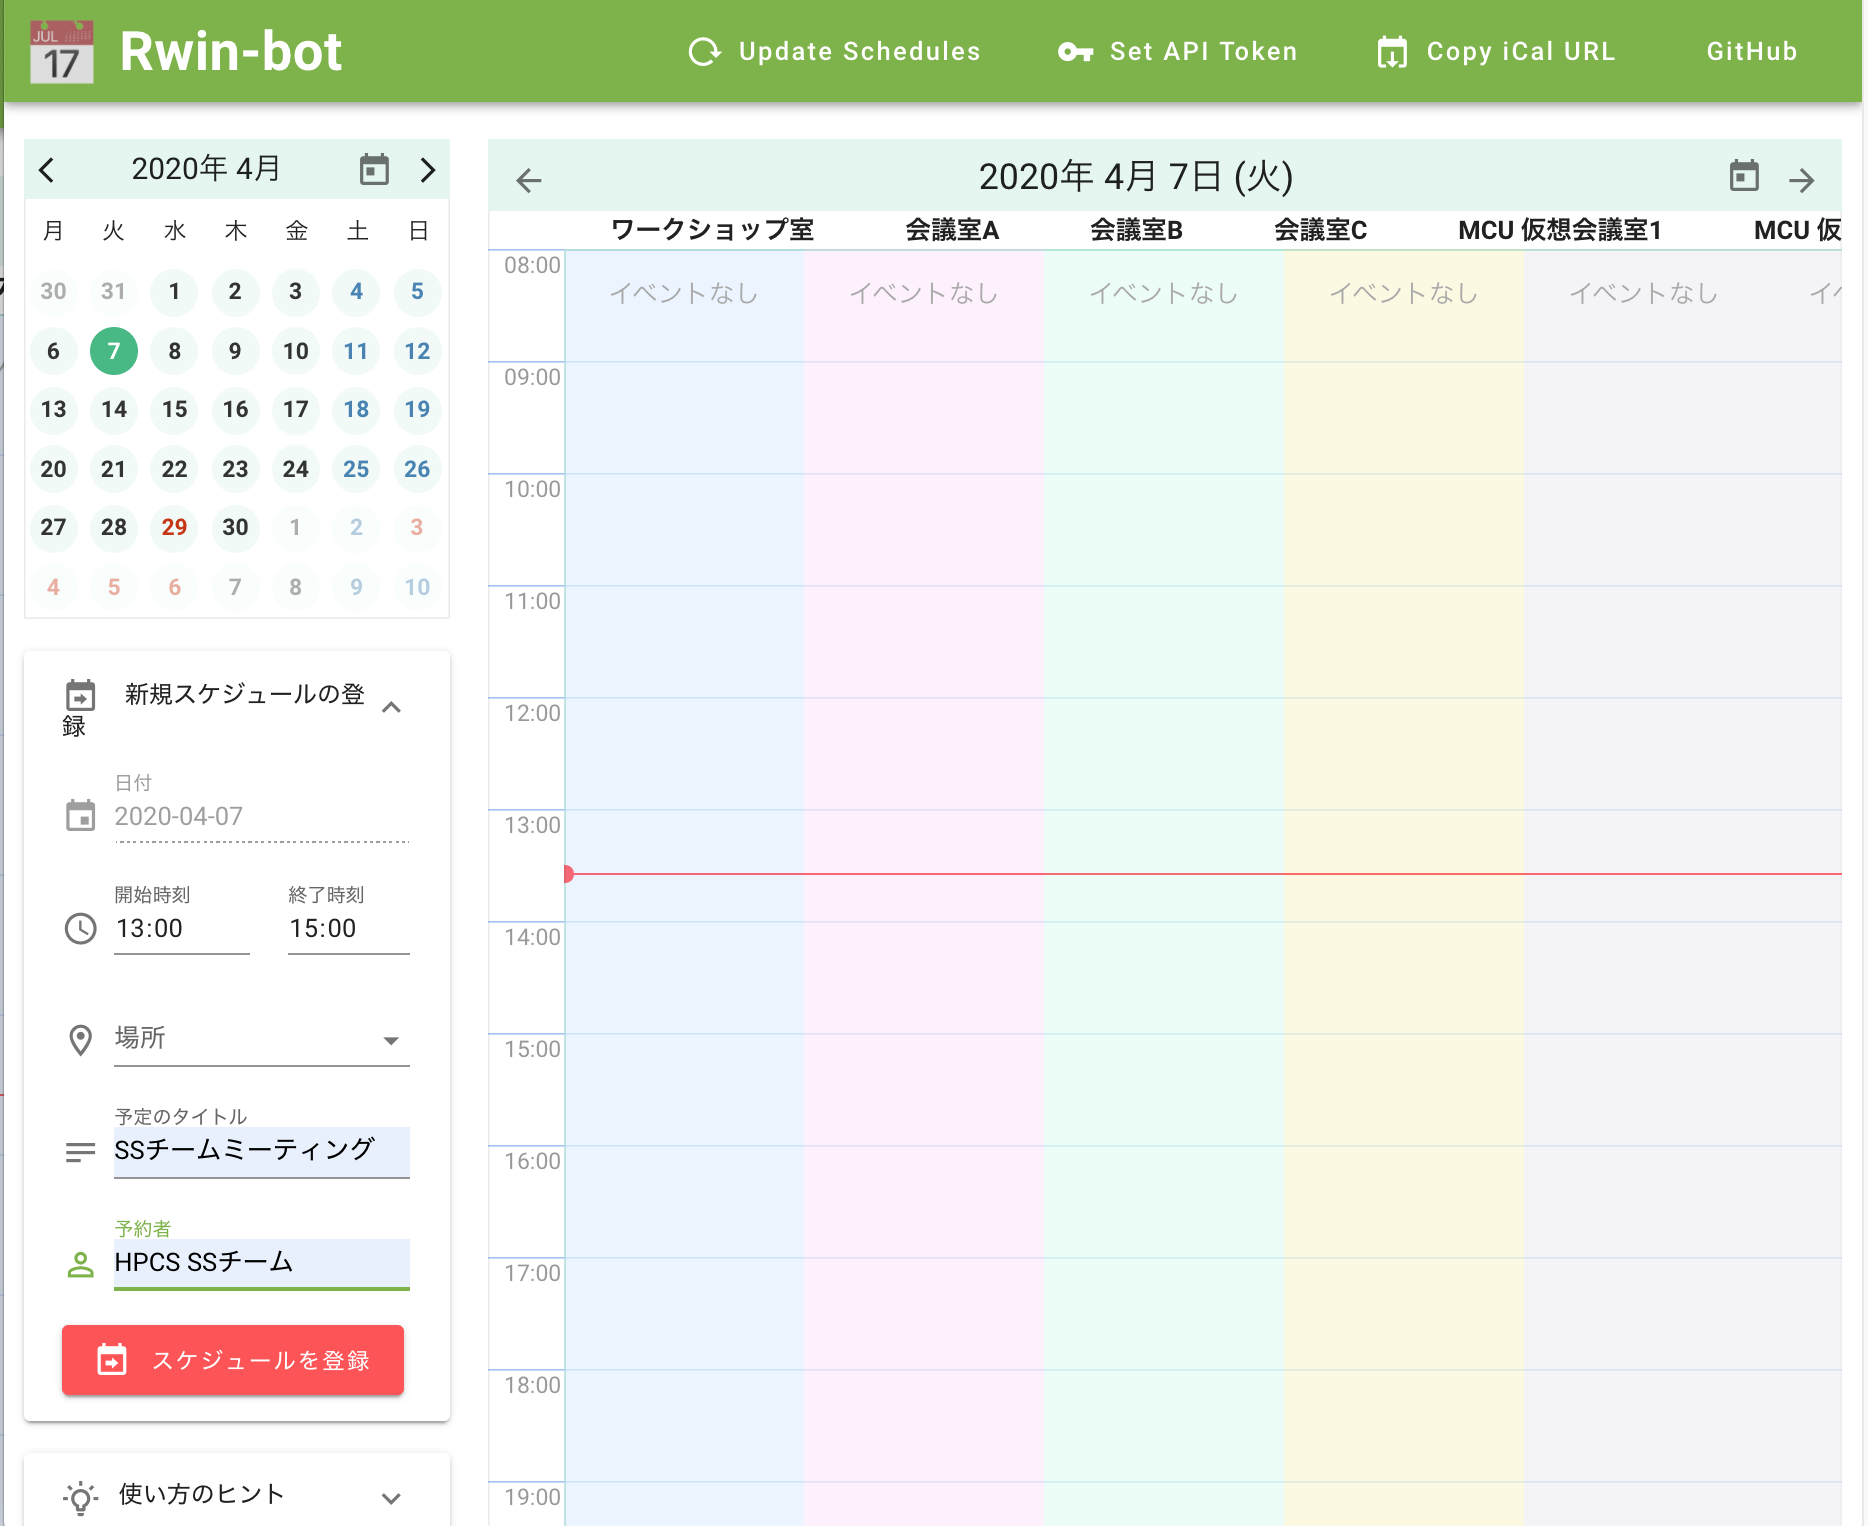 JUL
17
Rwin-bot
Update Schedules
Set API Token
Copy iCal URL
GitHub
2020年 4月
月 火 水 木 金 土 日
30 31 1 2 3 4 5
6 7 8 9 10 11 12
13 14 15 16 17 18 19
20 21 22 23 24 25 26
27 28 29 30 1 2 3
4 5 6 7 8 9 10
新規スケジュールの登
録
日付
2020-04-07
開始時刻 終了時刻
13:00 15:00
場所
予定のタイトル
SSチームミーティング
予約者
HPCS SSチーム
スケジュールを登録
使い方のヒント
2020年 4月 7日 (火)
ワークショップ室 会議室A 会議室B 会議室C MCU 仮想会議室1 MCU 仮
08:00
イベントなし イベントなし イベントなし イベントなし イベントなし イ
09:00
10:00
11:00
12:00
13:00
14:00
15:00
16:00
17:00
18:00
19:00